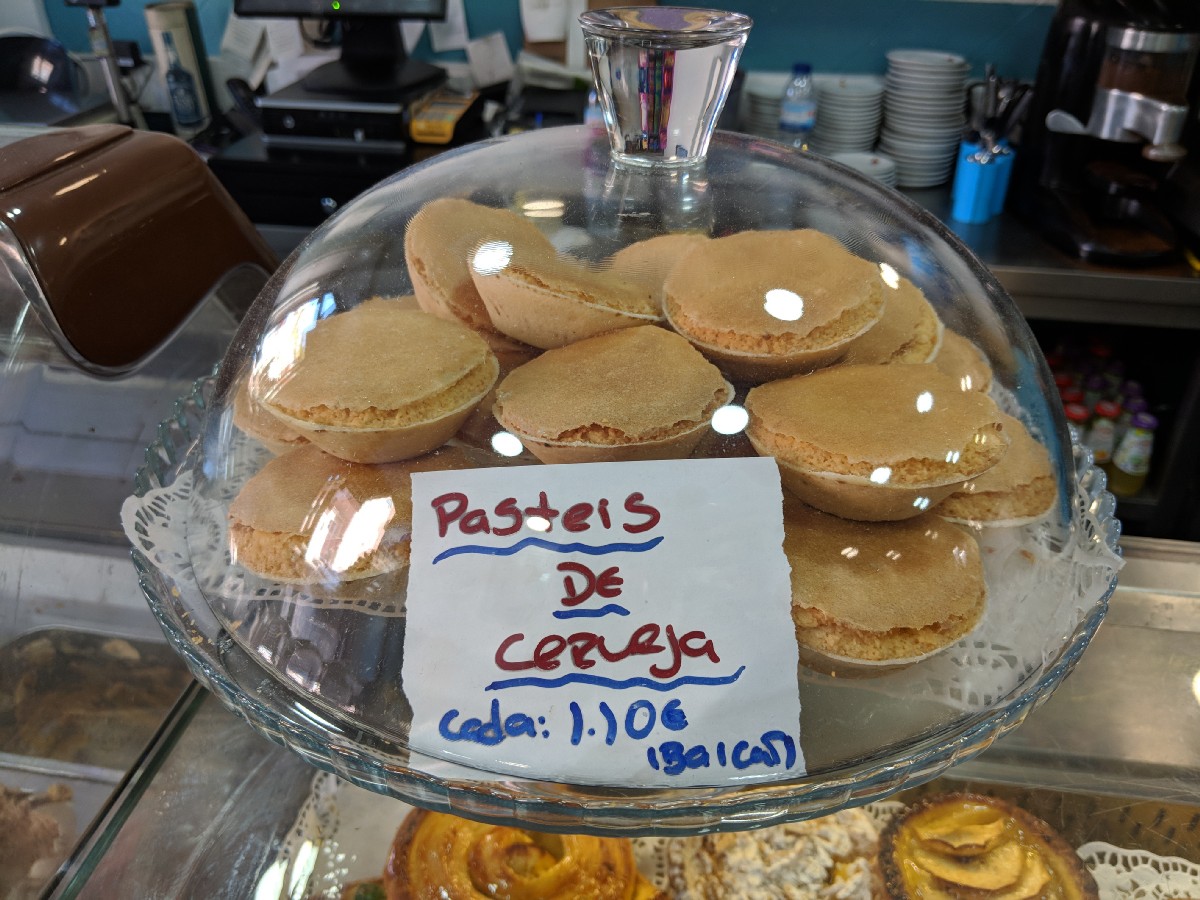 Pasteis
DE
Cerveja
cada: 1.10€
(Balcão)